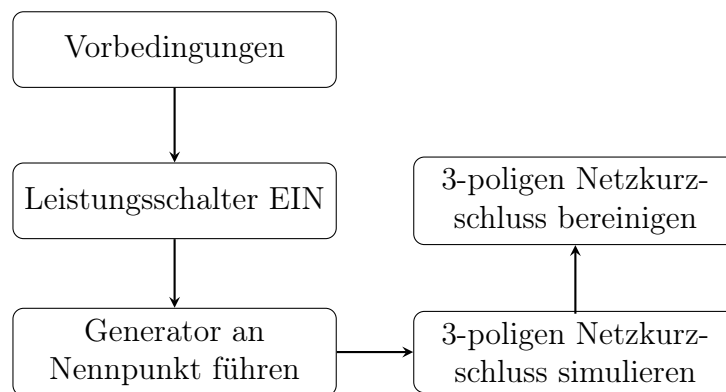 Vorbedingungen
Leistungsschalter EIN
Generator an
Nennpunkt führen
3-poligen Netzkurz-
schluss simulieren
3-poligen Netzkurz-
schluss bereinigen